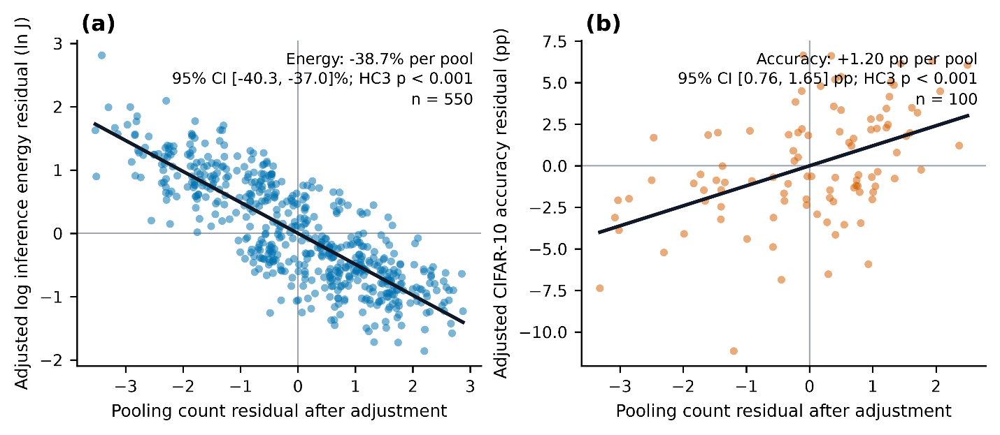 (a)
Adjusted log inference energy residual (ln J)
3
2
1
0
−1
−2
Energy: -38.7% per pool
95% CI [-40.3, -37.0]%; HC3 p < 0.001
n = 550
−3 −2 −1 0 1 2 3
Pooling count residual after adjustment
(b)
Adjusted CIFAR-10 accuracy residual (pp)
7.5
5.0
2.5
0.0
−2.5
−5.0
−7.5
−10.0
Accuracy: +1.20 pp per pool
95% CI [0.76, 1.65] pp; HC3 p < 0.001
n = 100
−3 −2 −1 0 1 2
Pooling count residual after adjustment